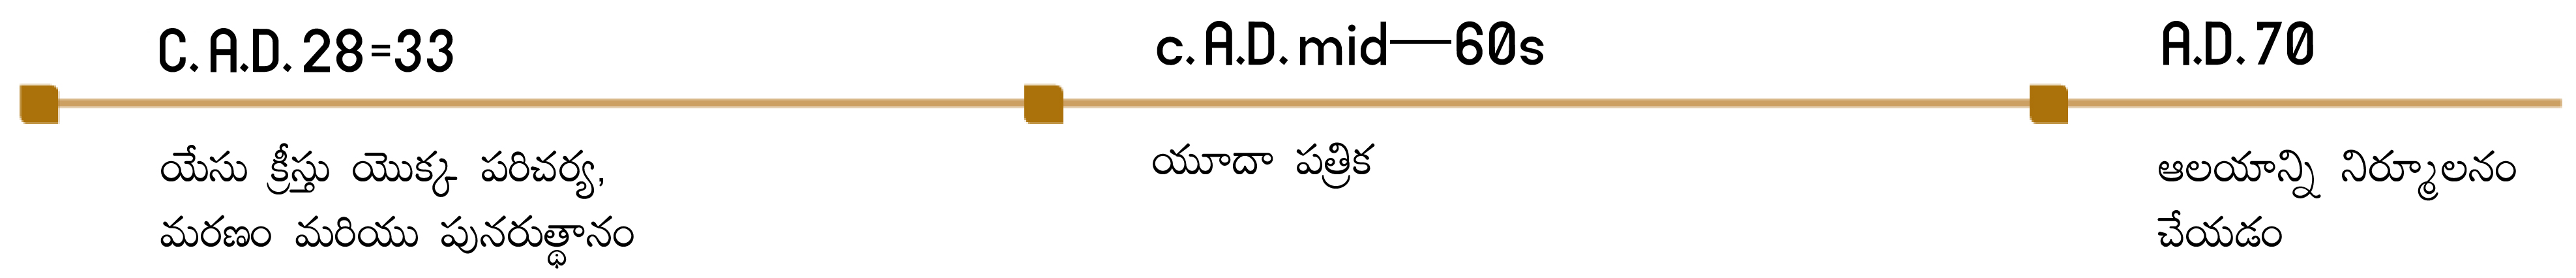 C. A.D. 28=33
యేసు క్రీస్తు యొక్క పరిచర్య,
మరణం మరియు పునరుత్థానం
c. A.D. mid—60s
యూదా పత్రిక
A.D. 70
ఆలయాన్ని నిర్మూలనం
చేయడం